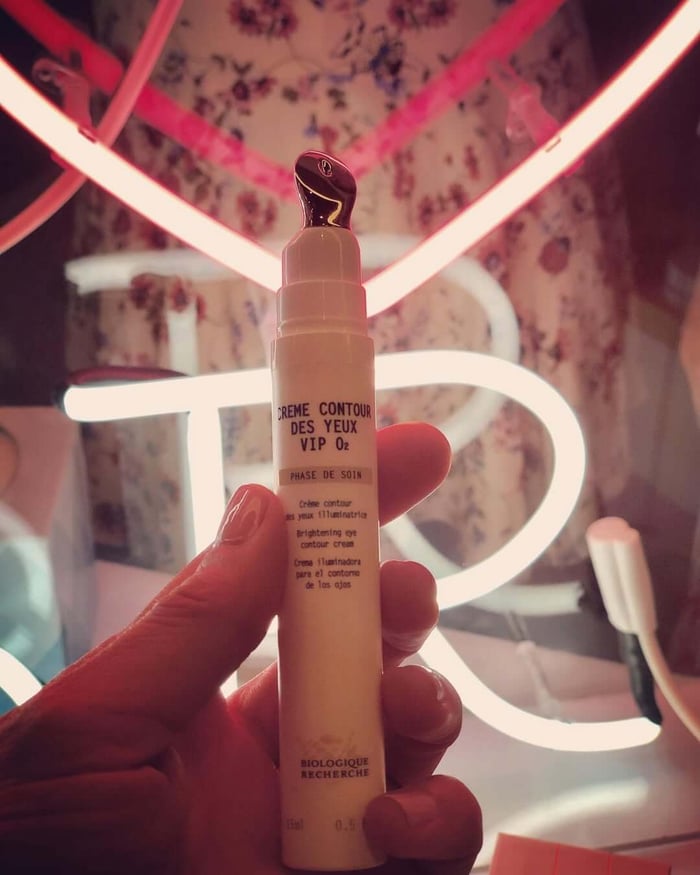 CREME CONTOUR
DES YEUX
VIP O₂
PHASE DE SOIN
Crème contour
des yeux illuminatrice
Brightening eye
contour cream
Crema iluminadora
para el contorno
de los ojos
BIOLOGIQUE
RECHERCHE
15ml 0.5